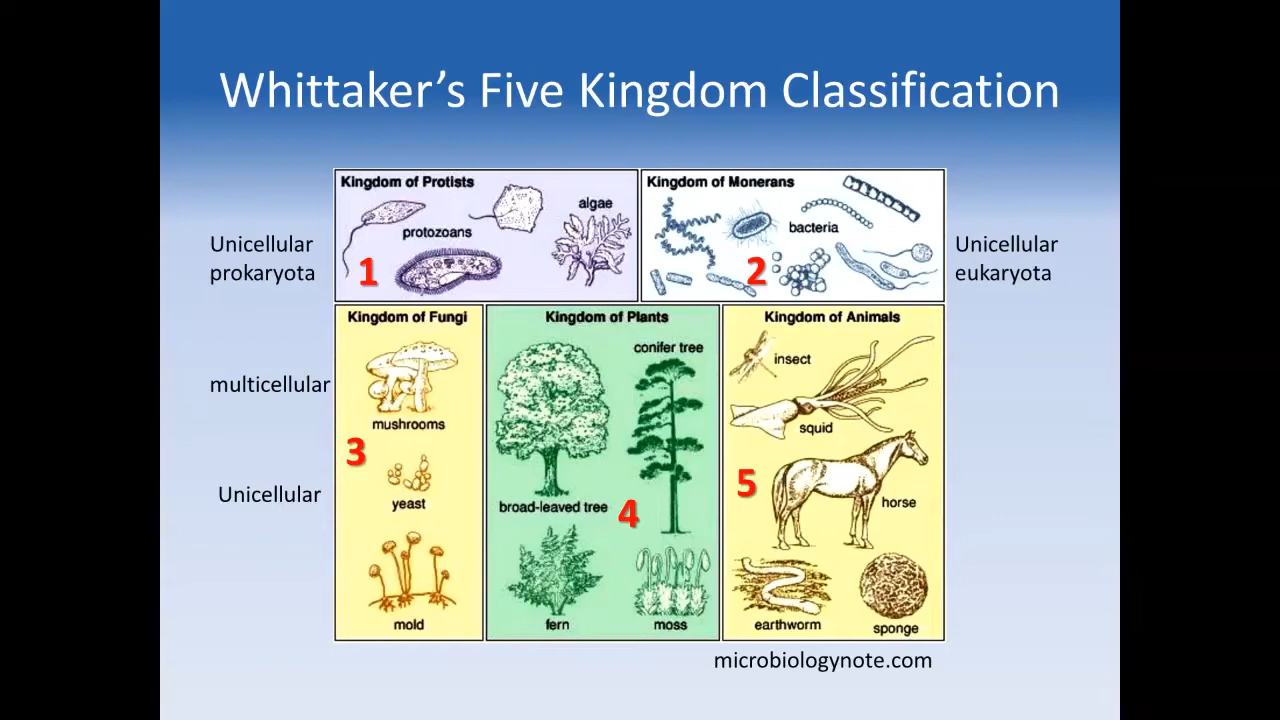 Whittaker’s Five Kingdom Classification
Kingdom of Protists
algae
protozoans
1
Kingdom of Monerans
bacteria
2
Unicellular
prokaryota
Unicellular
eukaryota
multicellular
Unicellular
Kingdom of Fungi
mushrooms
3
yeast
mold
Kingdom of Plants
conifer tree
broad-leaved tree
4
fern
moss
Kingdom of Animals
insect
squid
5
horse
earthworm
sponge
microbiologynote.com